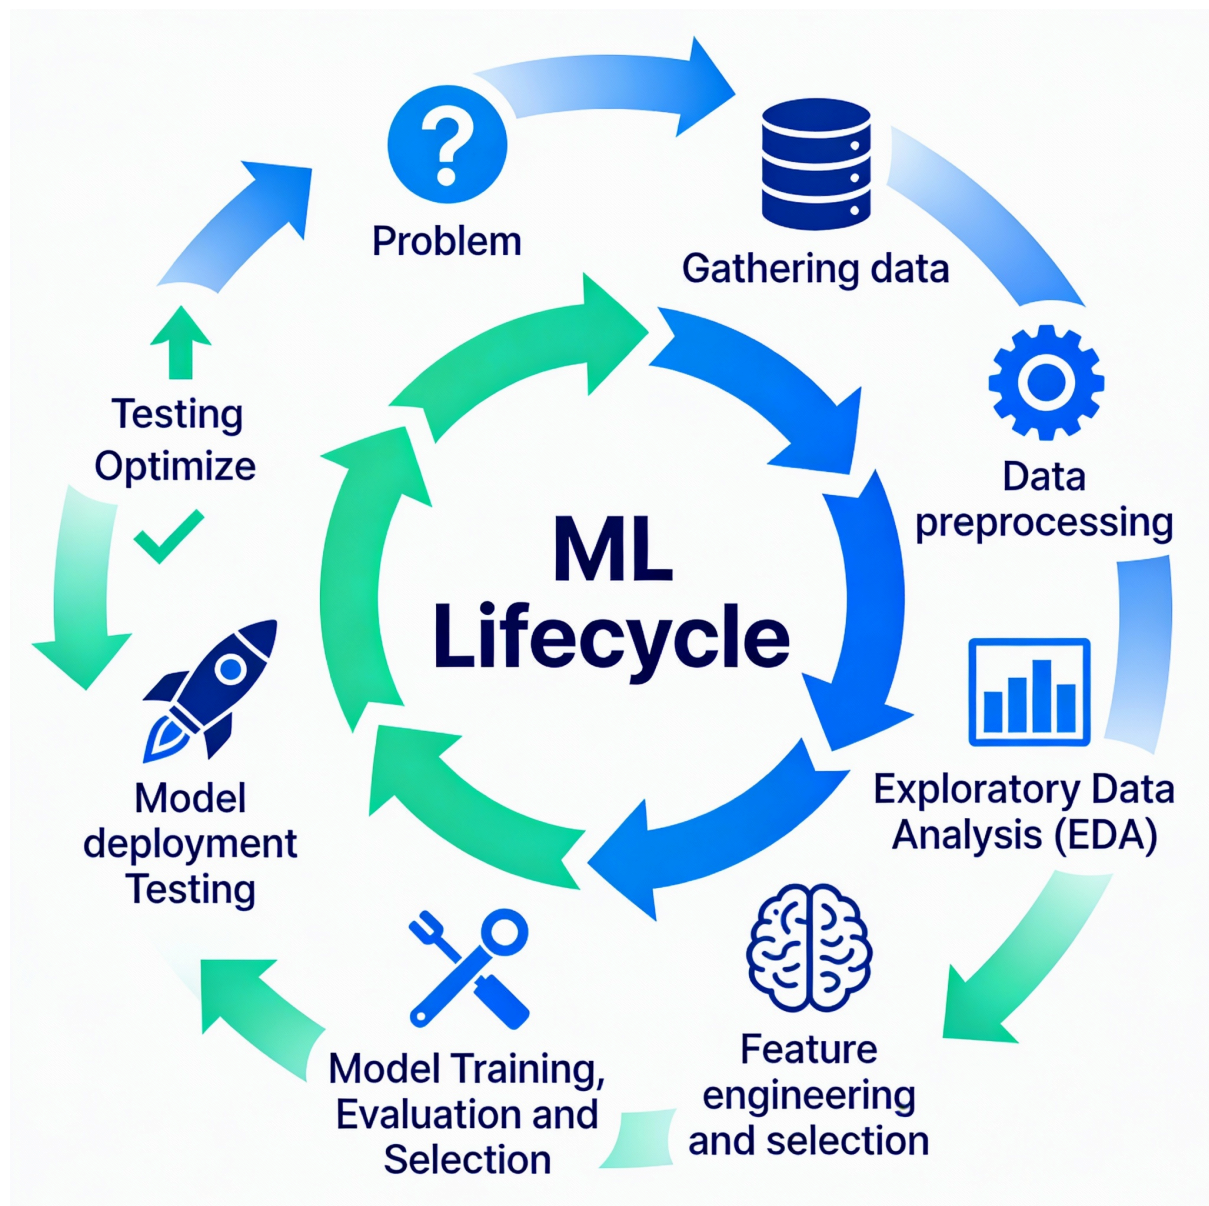 Problem
Gathering data
Data
preprocessing
Exploratory Data
Analysis (EDA)
Feature
engineering
and selection
Model Training,
Evaluation and
Selection
Model
deployment
Testing
Testing
Optimize
ML
Lifecycle